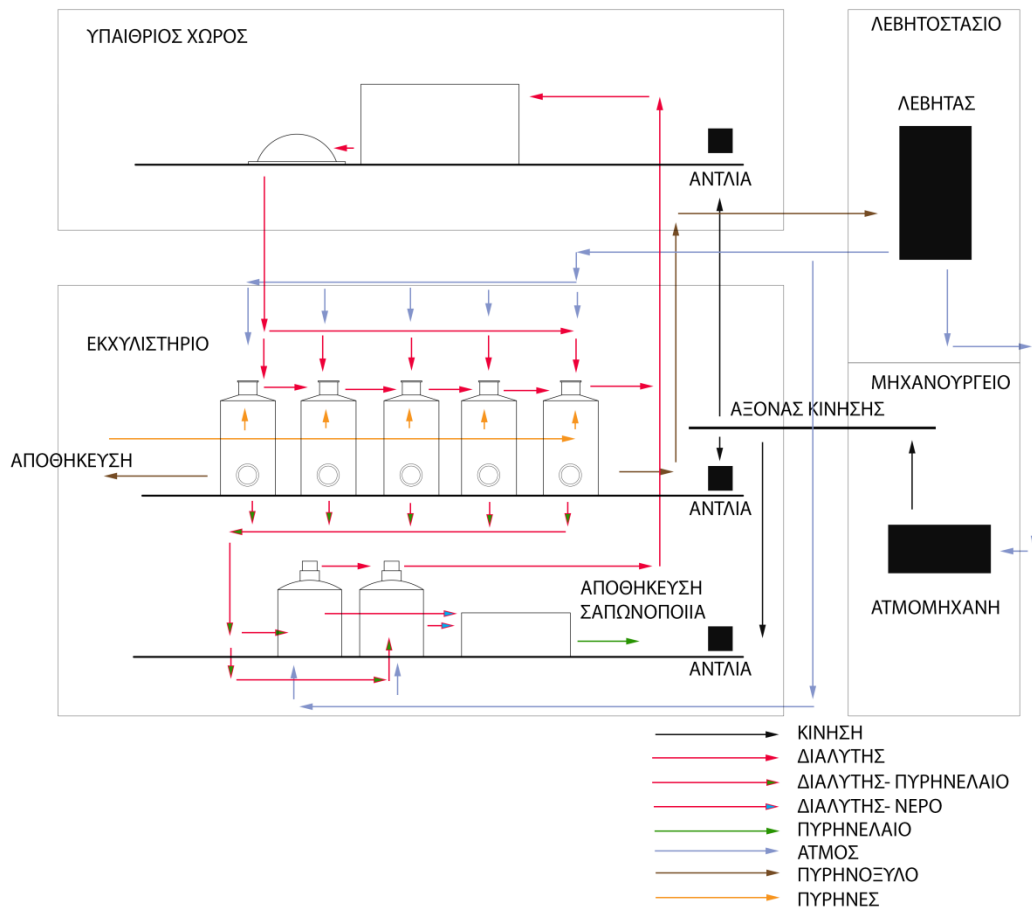 ΥΠΑΙΘΡΙΟΣ ΧΩΡΟΣ
ΛΕΒΗΤΟΣΤΑΣΙΟ
ΛΕΒΗΤΑΣ
ΑΝΤΛΙΑ
ΕΚΧΥΛΙΣΤΗΡΙΟ
ΜΗΧΑΝΟΥΡΓΕΙΟ
ΑΞΟΝΑΣ ΚΙΝΗΣΗΣ
ΑΠΟΘΗΚΕΥΣΗ
ΑΝΤΛΙΑ
ΑΠΟΘΗΚΕΥΣΗ
ΣΑΠΩΝΟΠΟΙΙΑ
ΑΤΜΟΜΗΧΑΝΗ
ΑΝΤΛΙΑ
ΚΙΝΗΣΗ
ΔΙΑΛΥΤΗΣ
ΔΙΑΛΥΤΗΣ- ΠΥΡΗΝΕΛΑΙΟ
ΔΙΑΛΥΤΗΣ- ΝΕΡΟ
ΠΥΡΗΝΕΛΑΙΟ
ΑΤΜΟΣ
ΠΥΡΗΝΟΞΥΛΟ
ΠΥΡΗΝΕΣ